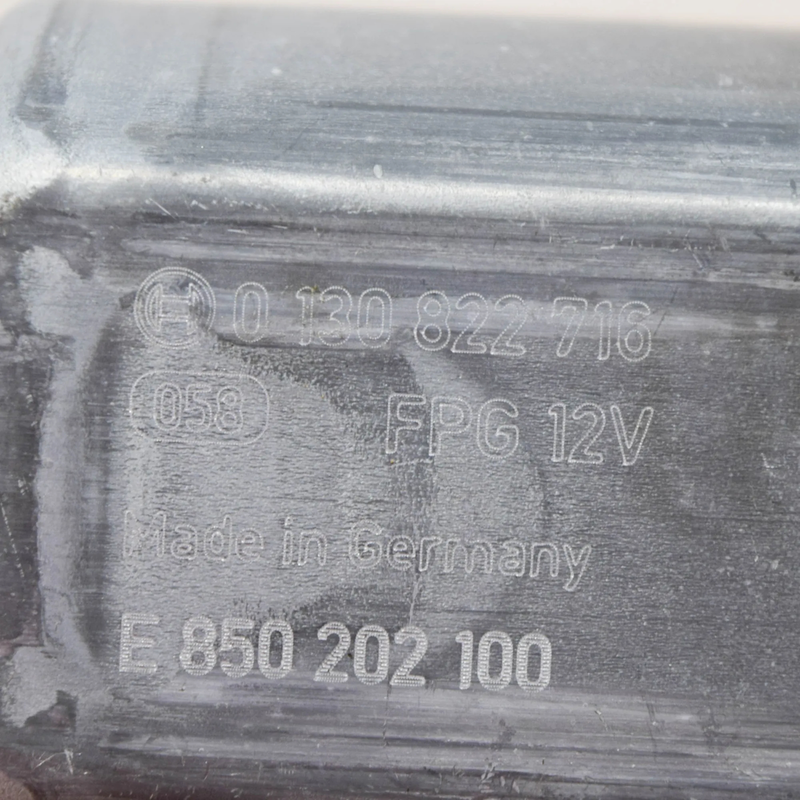 0 130 822 716
058 FPG 12V
Made in Germany
E 850 202 100